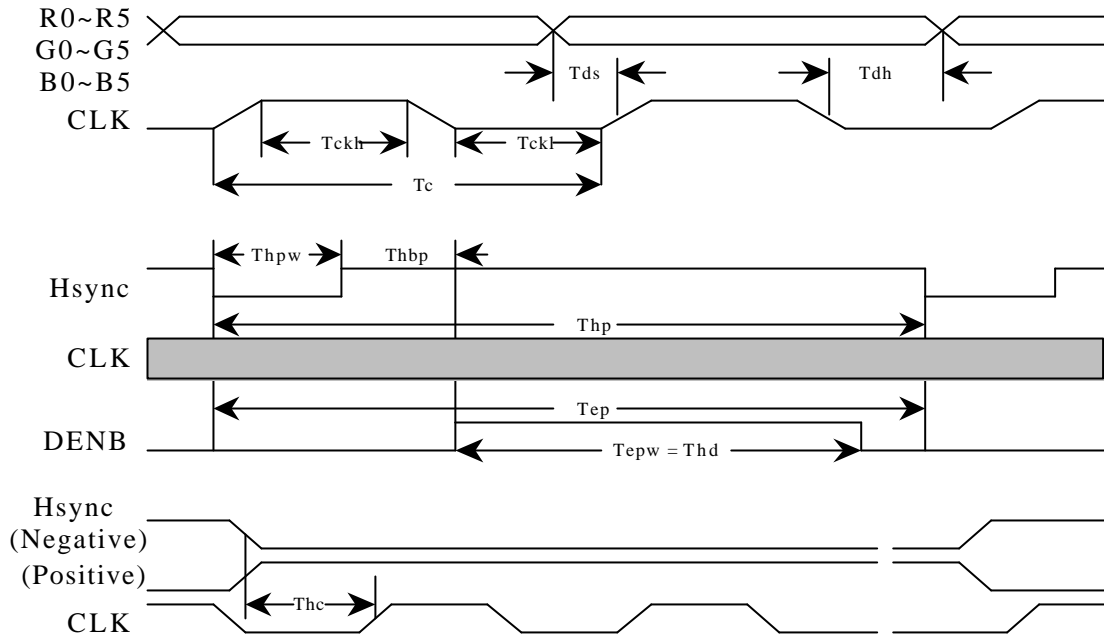 R0~R5
G0~G5
B0~B5
Tds
Tdh
CLK
Tckh
Tckl
Tc
Thpw
Thbp
Hsync
Thp
CLK
Tep
DENB
Tepw = Thd
Hsync
(Negative)
(Positive)
Thc
CLK